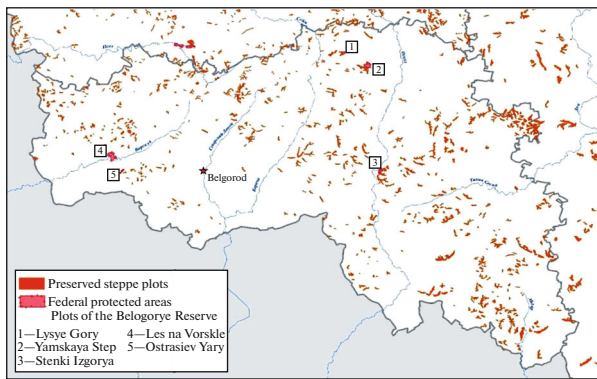 1
2
3
4
5
Belgorod
Preserved steppe plots
Federal protected areas
Plots of the Belogorye Reserve
1—Lysye Gory 4—Les na Vorskle
2—Yamskaya Step 5—Ostrasiev Yary
3—Stenki Izgorya